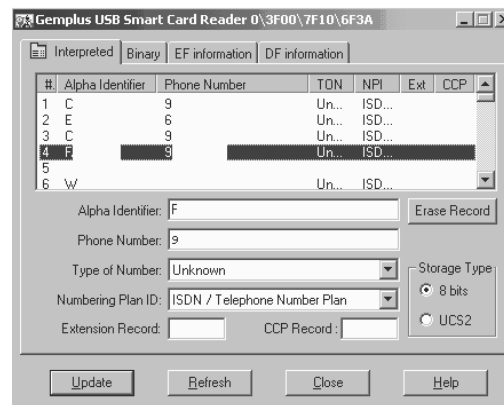 Gemplus USB Smart Card Reader 0\3F00\7F10\6F3A
Interpreted Binary EF information DF information
# Alpha Identifier Phone Number TON NPI Ext CCP
1 C 9 Un... ISD...
2 E 6 Un... ISD...
3 C 9 Un... ISD...
4 F 9 Un... ISD...
5
6 W Un... ISD...
Alpha Identifier: F Erase Record
Phone Number: 9
Type of Number: Unknown Storage Type
Numbering Plan ID: ISDN / Telephone Number Plan 8 bits
Extension Record: CCP Record : UCS2
Update Refresh Close Help